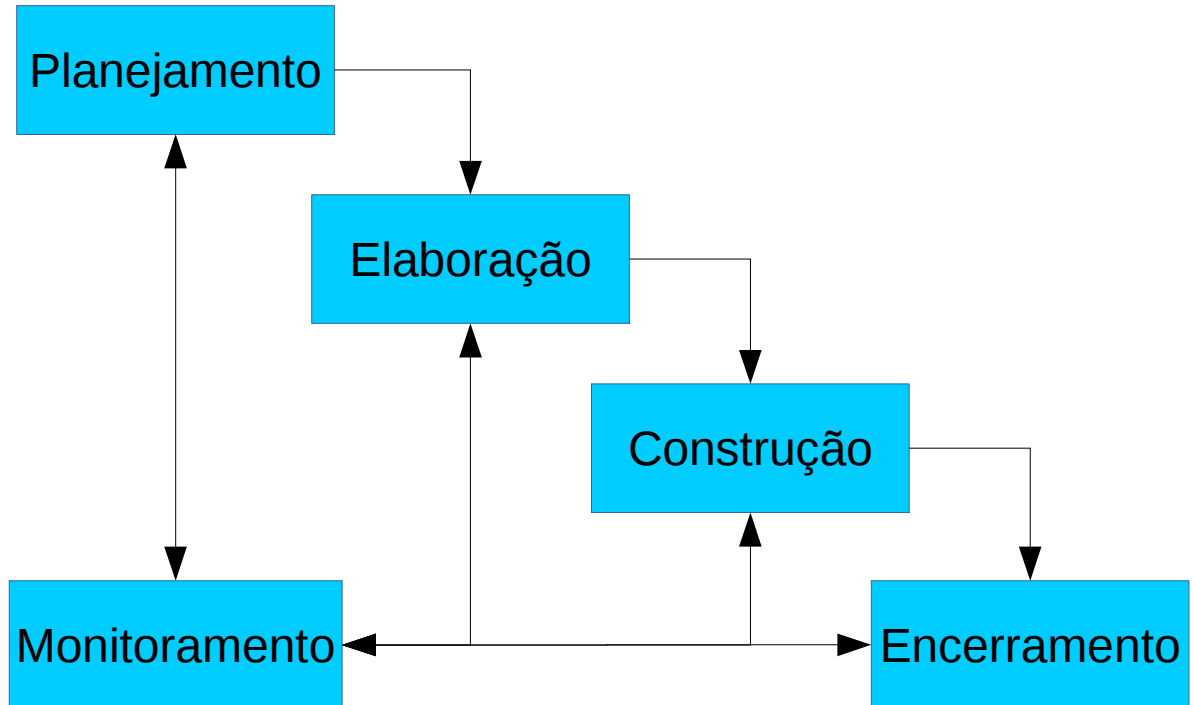 Planejamento
Elaboração
Construção
Monitoramento
Encerramento